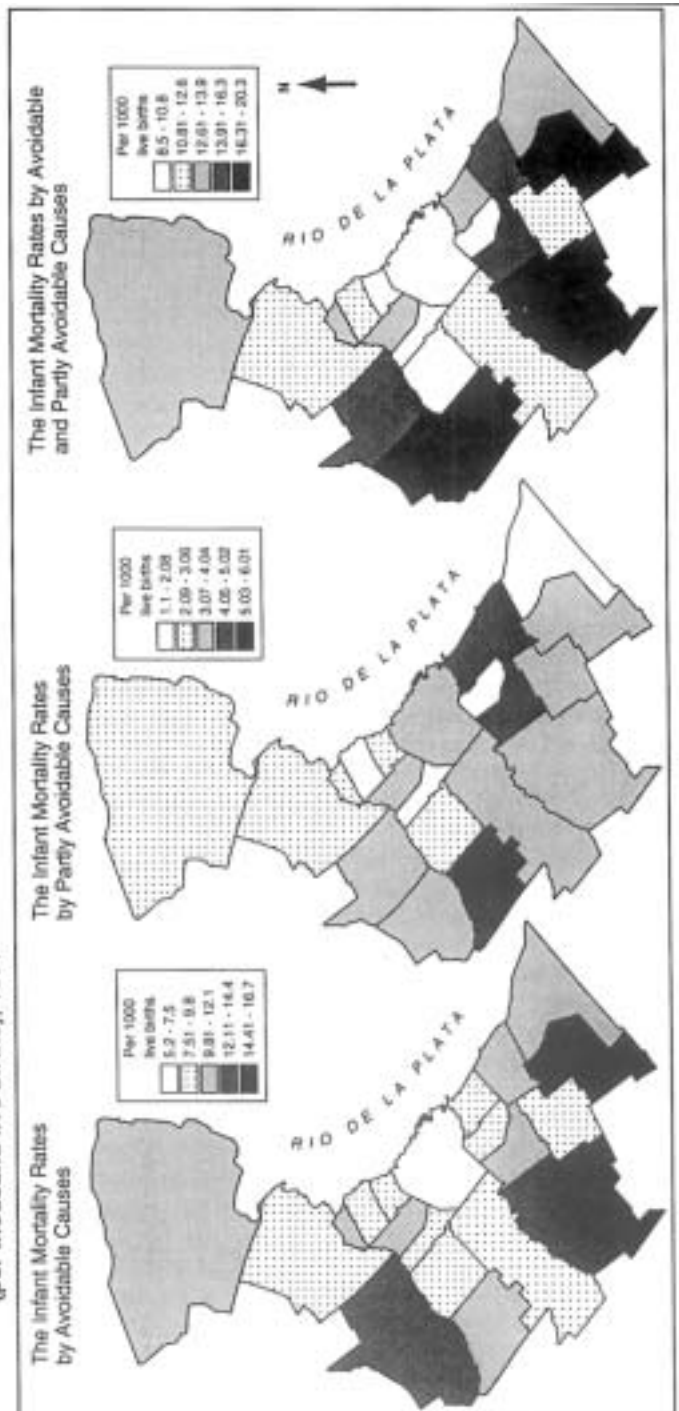 The Infant Mortality Rates
by Avoidable Causes
Per 1000
live births
5.2 - 7.5
7.51 - 9.8
9.81 - 12.1
12.11 - 14.4
14.41 - 16.7
RIO DE LA PLATA
The Infant Mortality Rates
by Partly Avoidable Causes
Per 1000
live births
1.1 - 2.08
2.09 - 3.06
3.07 - 4.04
4.05 - 5.02
5.03 - 6.01
RIO DE LA PLATA
The Infant Mortality Rates by Avoidable
and Partly Avoidable Causes
Per 1000
live births
8.5 - 10.8
10.81 - 12.6
12.61 - 13.9
13.91 - 16.3
16.31 - 20.3
N
RIO DE LA PLATA